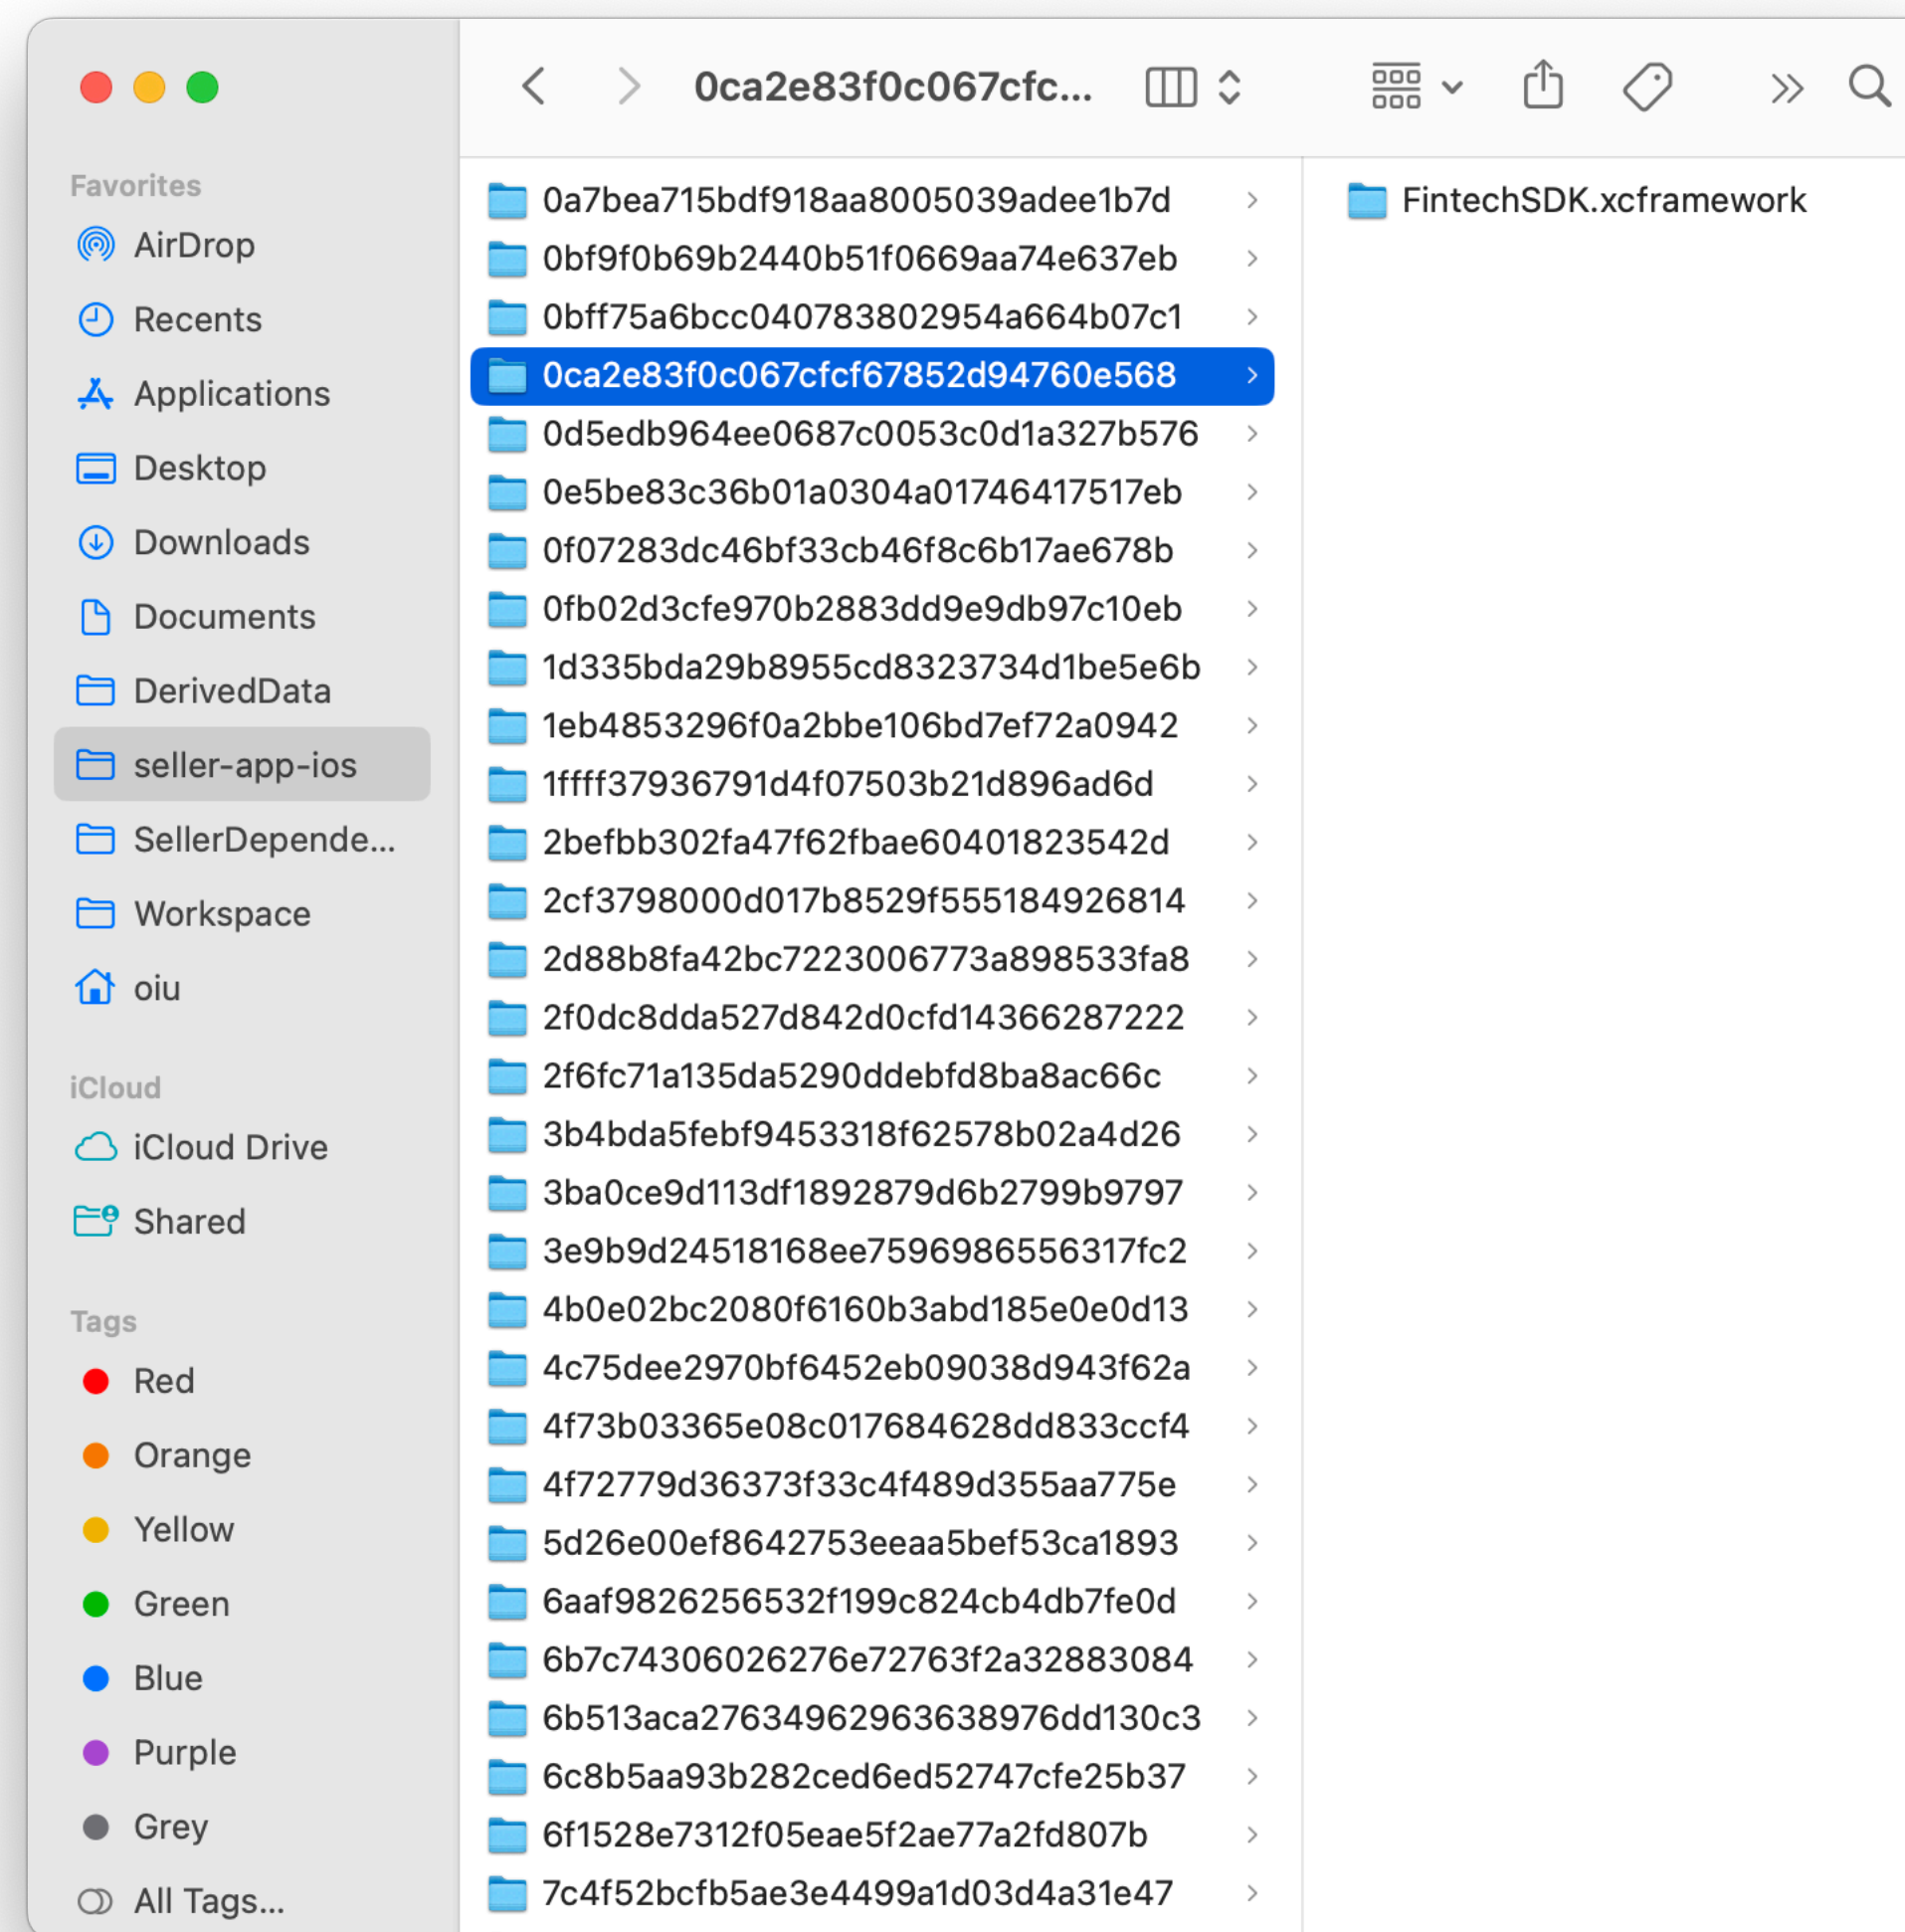 0ca2e83f0c067cfc...
Favorites
AirDrop
Recents
Applications
Desktop
Downloads
Documents
DerivedData
seller-app-ios
SellerDepende...
Workspace
oiu
iCloud
iCloud Drive
Shared
Tags
Red
Orange
Yellow
Green
Blue
Purple
Grey
All Tags...
0a7bea715bdf918aa8005039adee1b7d
0bf9f0b69b2440b51f0669aa74e637eb
0bff75a6bcc040783802954a664b07c1
0ca2e83f0c067cfcf67852d94760e568
0d5edb964ee0687c0053c0d1a327b576
0e5be83c36b01a0304a01746417517eb
0f07283dc46bf33cb46f8c6b17ae678b
0fb02d3cfe970b2883dd9e9db97c10eb
1d335bda29b8955cd8323734d1be5e6b
1eb4853296f0a2bbe106bd7ef72a0942
1ffff37936791d4f07503b21d896ad6d
2befbb302fa47f62fbae60401823542d
2cf3798000d017b8529f555184926814
2d88b8fa42bc7223006773a898533fa8
2f0dc8dda527d842d0cfd14366287222
2f6fc71a135da5290ddebfd8ba8ac66c
3b4bda5febf9453318f62578b02a4d26
3ba0ce9d113df1892879d6b2799b9797
3e9b9d24518168ee7596986556317fc2
4b0e02bc2080f6160b3abd185e0e0d13
4c75dee2970bf6452eb09038d943f62a
4f73b03365e08c017684628dd833ccf4
4f72779d36373f33c4f489d355aa775e
5d26e00ef8642753eeaa5bef53ca1893
6aaf9826256532f199c824cb4db7fe0d
6b7c74306026276e72763f2a32883084
6b513aca27634962963638976dd130c3
6c8b5aa93b282ced6ed52747cfe25b37
6f1528e7312f05eae5f2ae77a2fd807b
7c4f52bcfb5ae3e4499a1d03d4a31e47
FintechSDK.xcframework